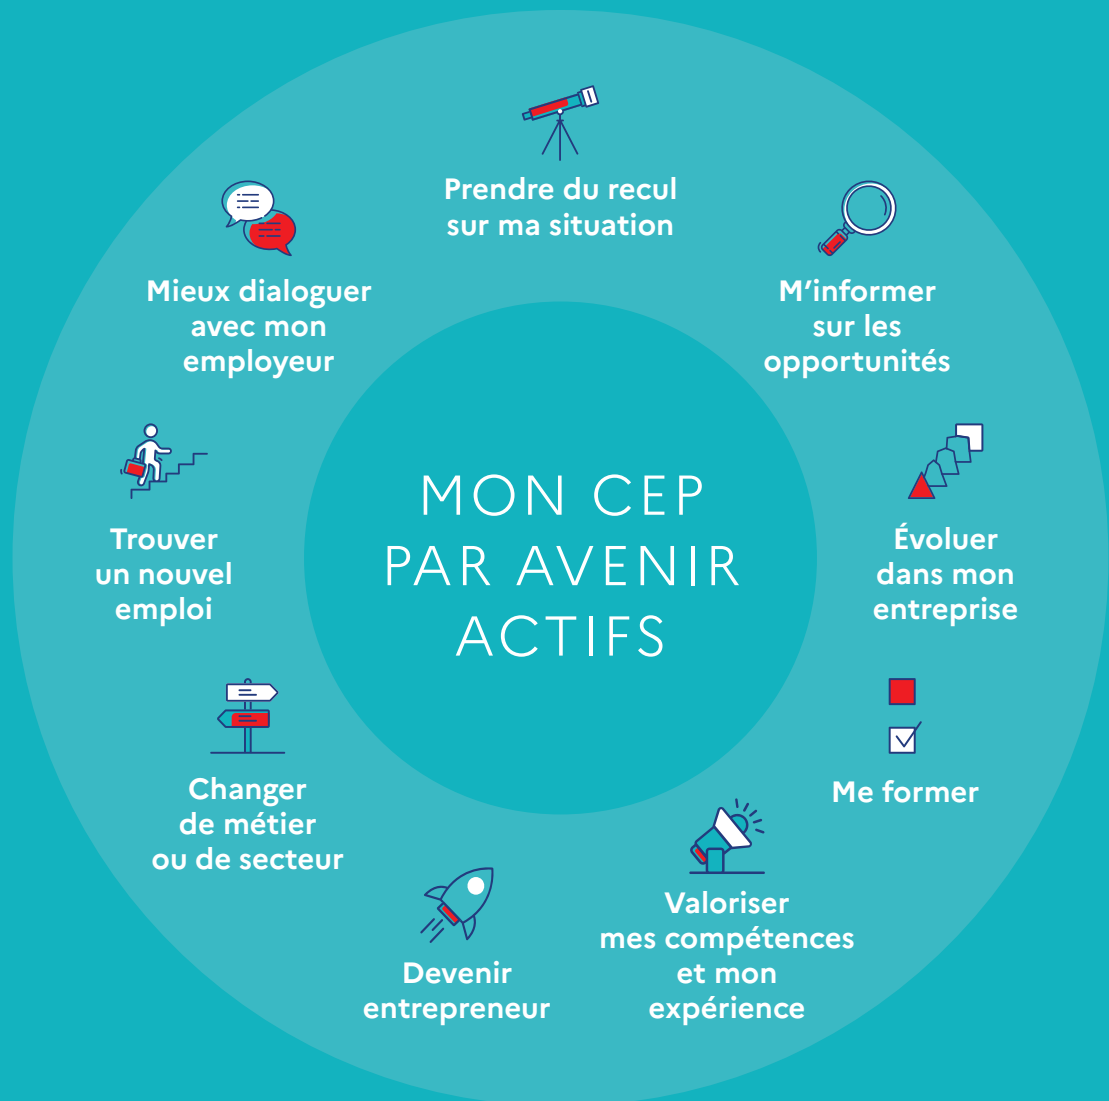 Prendre du recul
sur ma situation
M’informer
sur les
opportunités
Évoluer
dans mon
entreprise
Me former
Valoriser
mes compétences
et mon
expérience
Devenir
entrepreneur
Changer
de métier
ou de secteur
Trouver
un nouvel
emploi
Mieux dialoguer
avec mon
employeur
MON CEP
PAR AVENIR
ACTIFS